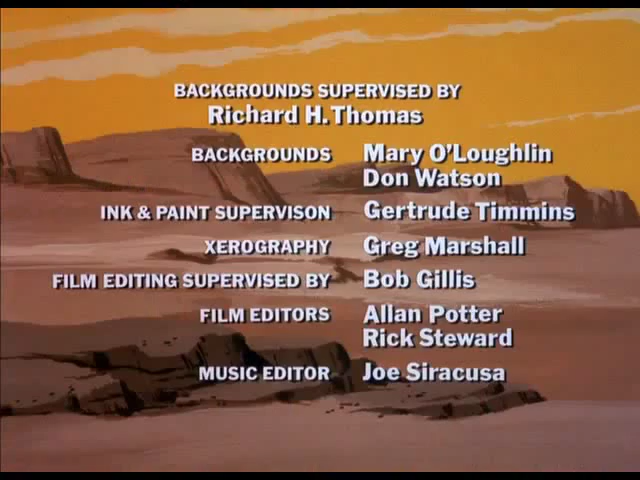 BACKGROUNDS SUPERVISED BY
Richard H. Thomas
BACKGROUNDS Mary O'Loughlin
Don Watson
INK & PAINT SUPERVISON Gertrude Timmins
XEROGRAPHY Greg Marshall
FILM EDITING SUPERVISED BY Bob Gillis
FILM EDITORS Allan Potter
Rick Steward
MUSIC EDITOR Joe Siracusa